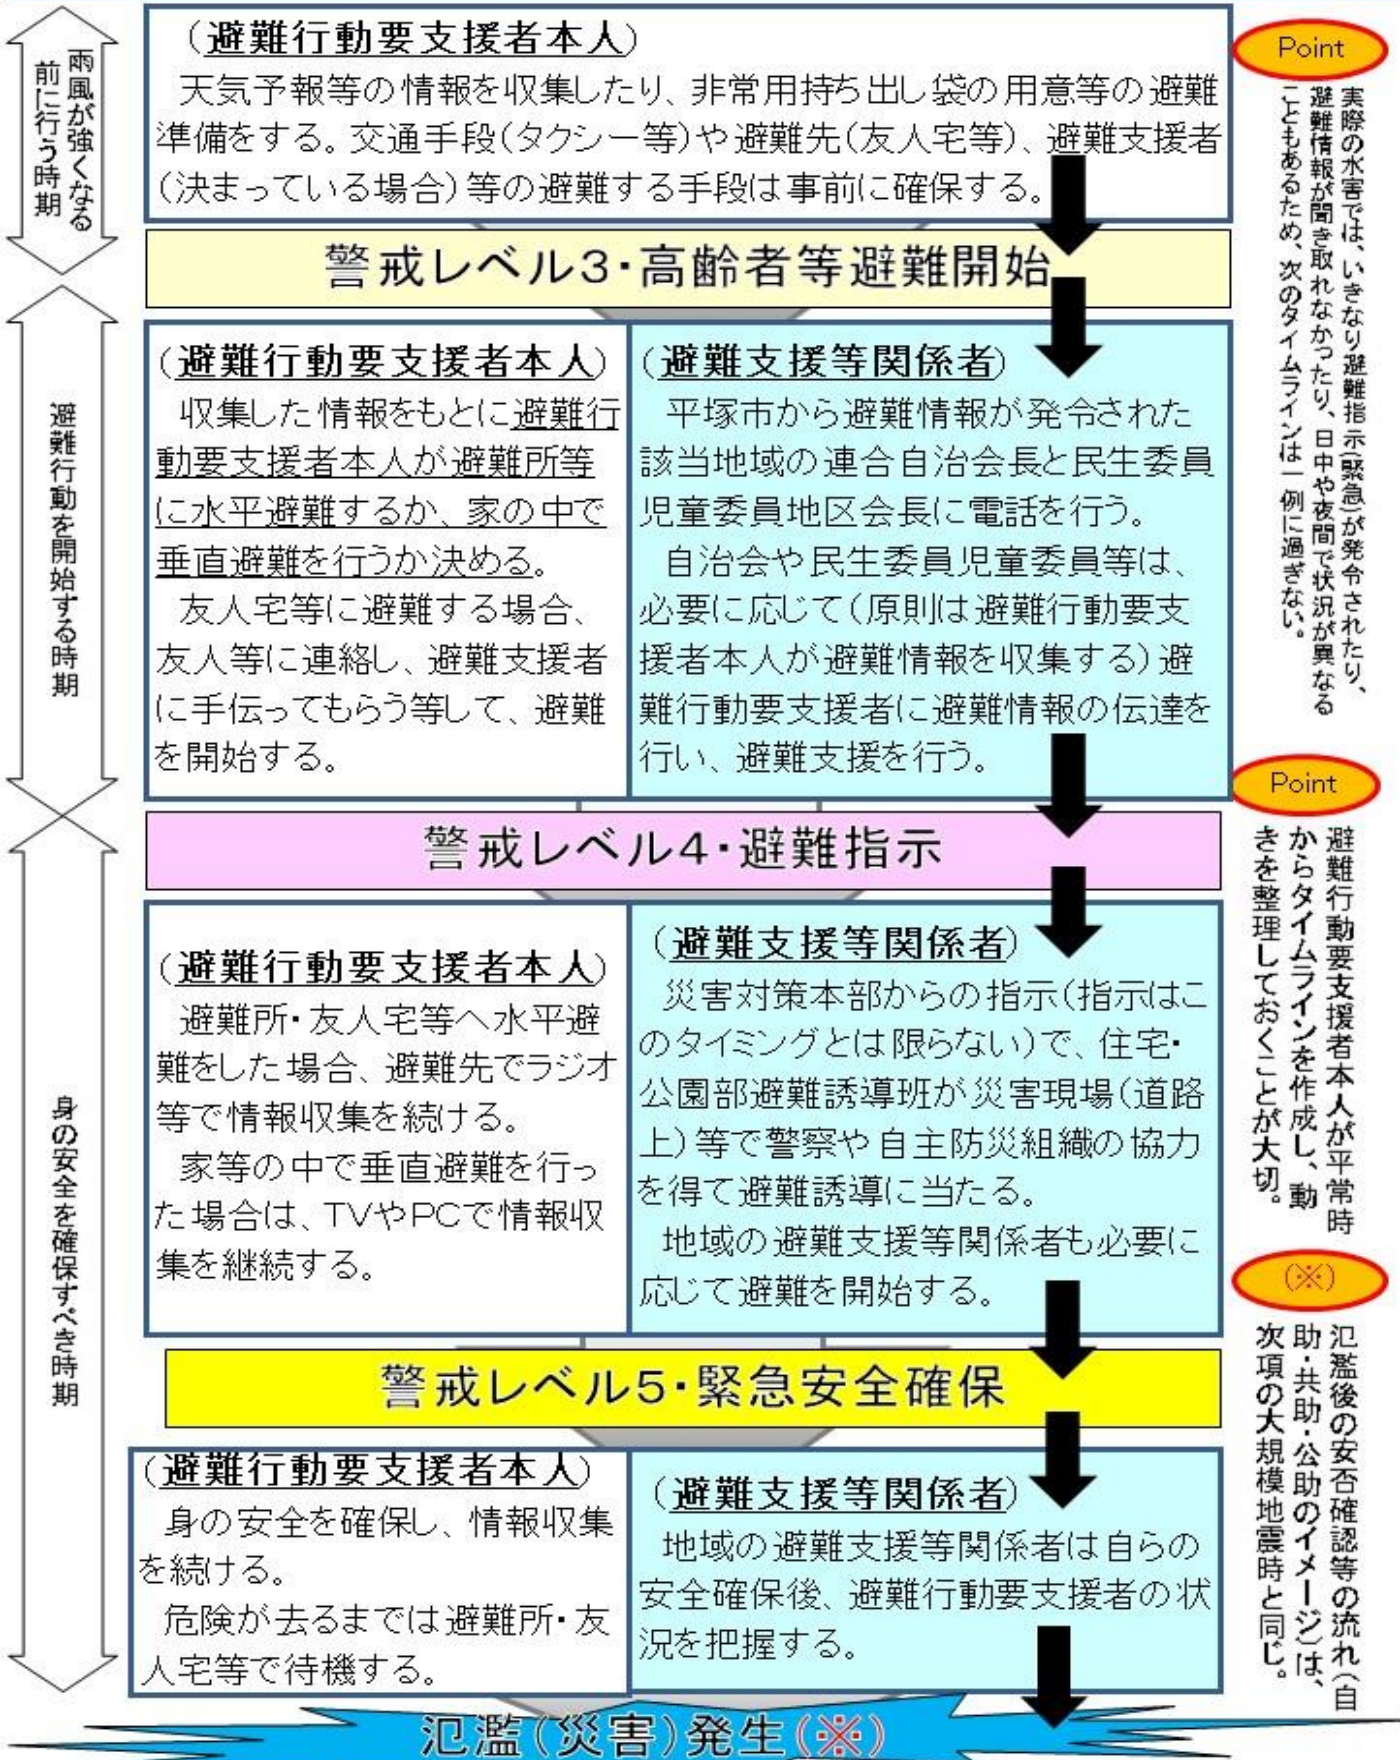 雨風が強くなる
前に行う時期
（避難行動要支援者本人）
天気予報等の情報を収集したり、非常用持ち出し袋の用意等の避難
準備をする。交通手段（タクシー等）や避難先（友人宅等）、避難支援者
（決まっている場合）等の避難する手段は事前に確保する。
警戒レベル3・高齢者等避難開始
避難行動を開始する時期
（避難行動要支援者本人）
収集した情報をもとに避難行
動要支援者本人が避難所等
に水平避難するか、家の中で
垂直避難を行うか決める。
友人宅等に避難する場合、
友人等に連絡し、避難支援者
に手伝ってもらう等して、避難
を開始する。
（避難支援等関係者）
平塚市から避難情報が発令された
該当地域の連合自治会長と民生委員
児童委員地区会長に電話を行う。
自治会や民生委員児童委員等は、
必要に応じて（原則は避難行動要支
援者本人が避難情報を収集する）避
難行動要支援者に避難情報の伝達を
行い、避難支援を行う。
警戒レベル4・避難指示
身の安全を確保すべき時期
（避難行動要支援者本人）
避難所・友人宅等へ水平避
難をした場合、避難先でラジオ
等で情報収集を続ける。
家等の中で垂直避難を行っ
た場合は、TVやPCで情報収
集を継続する。
（避難支援等関係者）
災害対策本部からの指示（指示はこ
のタイミングとは限らない）で、住宅・
公園部避難誘導班が災害現場（道路
上）等で警察や自主防災組織の協力
を得て避難誘導に当たる。
地域の避難支援等関係者も必要に
応じて避難を開始する。
警戒レベル5・緊急安全確保
（避難行動要支援者本人）
身の安全を確保し、情報収集
を続ける。
危険が去るまでは避難所・友
人宅等で待機する。
（避難支援等関係者）
地域の避難支援等関係者は自らの
安全確保後、避難行動要支援者の状
況を把握する。
氾濫（災害）発生（※）
Point
実際の水害では、いきなり避難指示（緊急）が発令されたり、
避難情報が聞き取れなかったり、日中や夜間で状況が異なる
こともあるため、次のタイムラインは一例に過ぎない。
Point
避難行動要支援者本人が平常時
からタイムラインを作成し、動
きを整理しておくことが大切。
（※）
氾濫後の安否確認等の流れ（自
助・共助・公助のイメージ）は、
次項の大規模地震時と同じ。